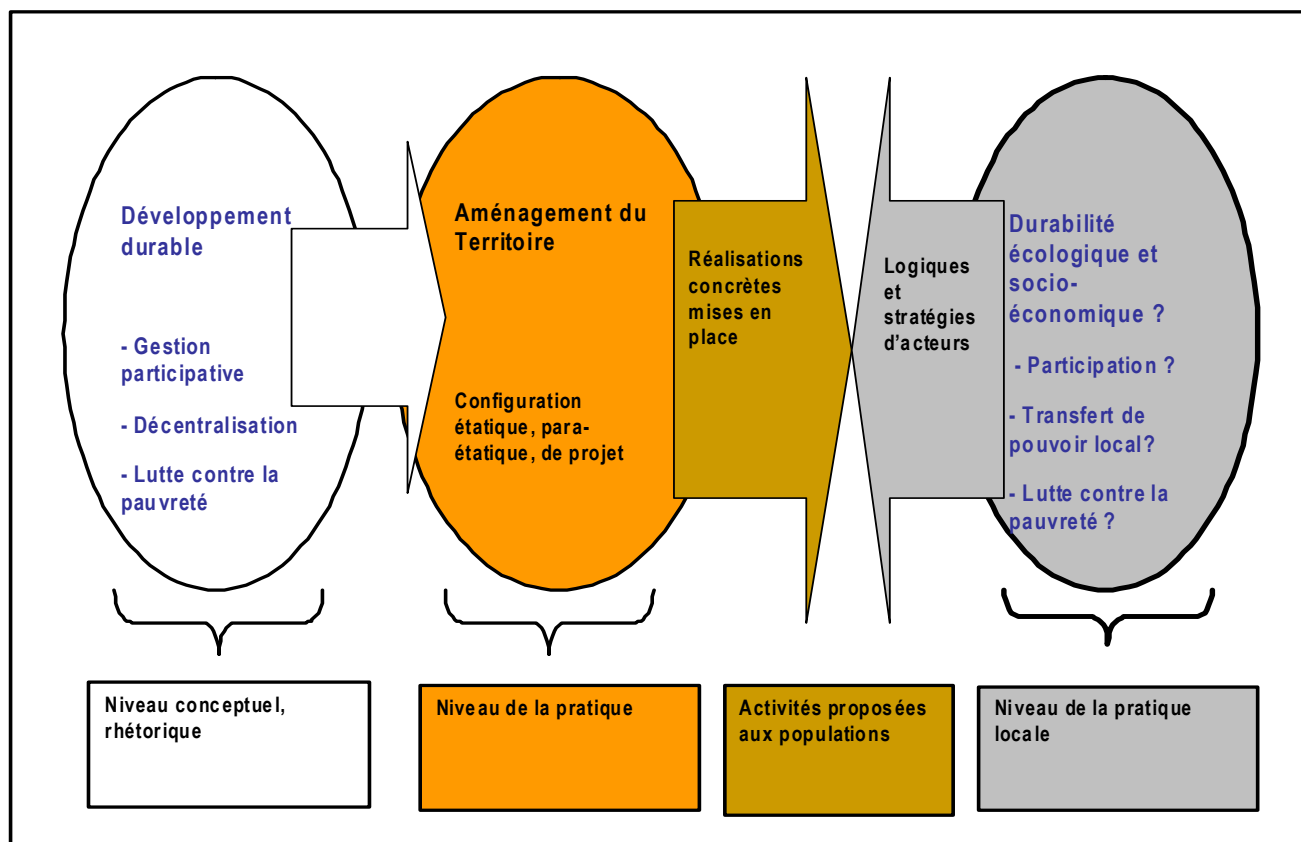 Développement
durable
- Gestion
participative
- Décentralisation
- Lutte contre la
pauvreté
Aménagement du
Territoire
Configuration
étatique, para-
étatique, de projet
Réalisations
concrètes
mises en
place
Logiques
et
stratégies
d'acteurs
Durabilité
écologique et
socio-
économique ?
- Participation ?
- Transfert de
pouvoir local?
- Lutte contre la
pauvreté ?
Niveau conceptuel,
rhétorique
Niveau de la pratique
Activités proposées
aux populations
Niveau de la pratique
locale